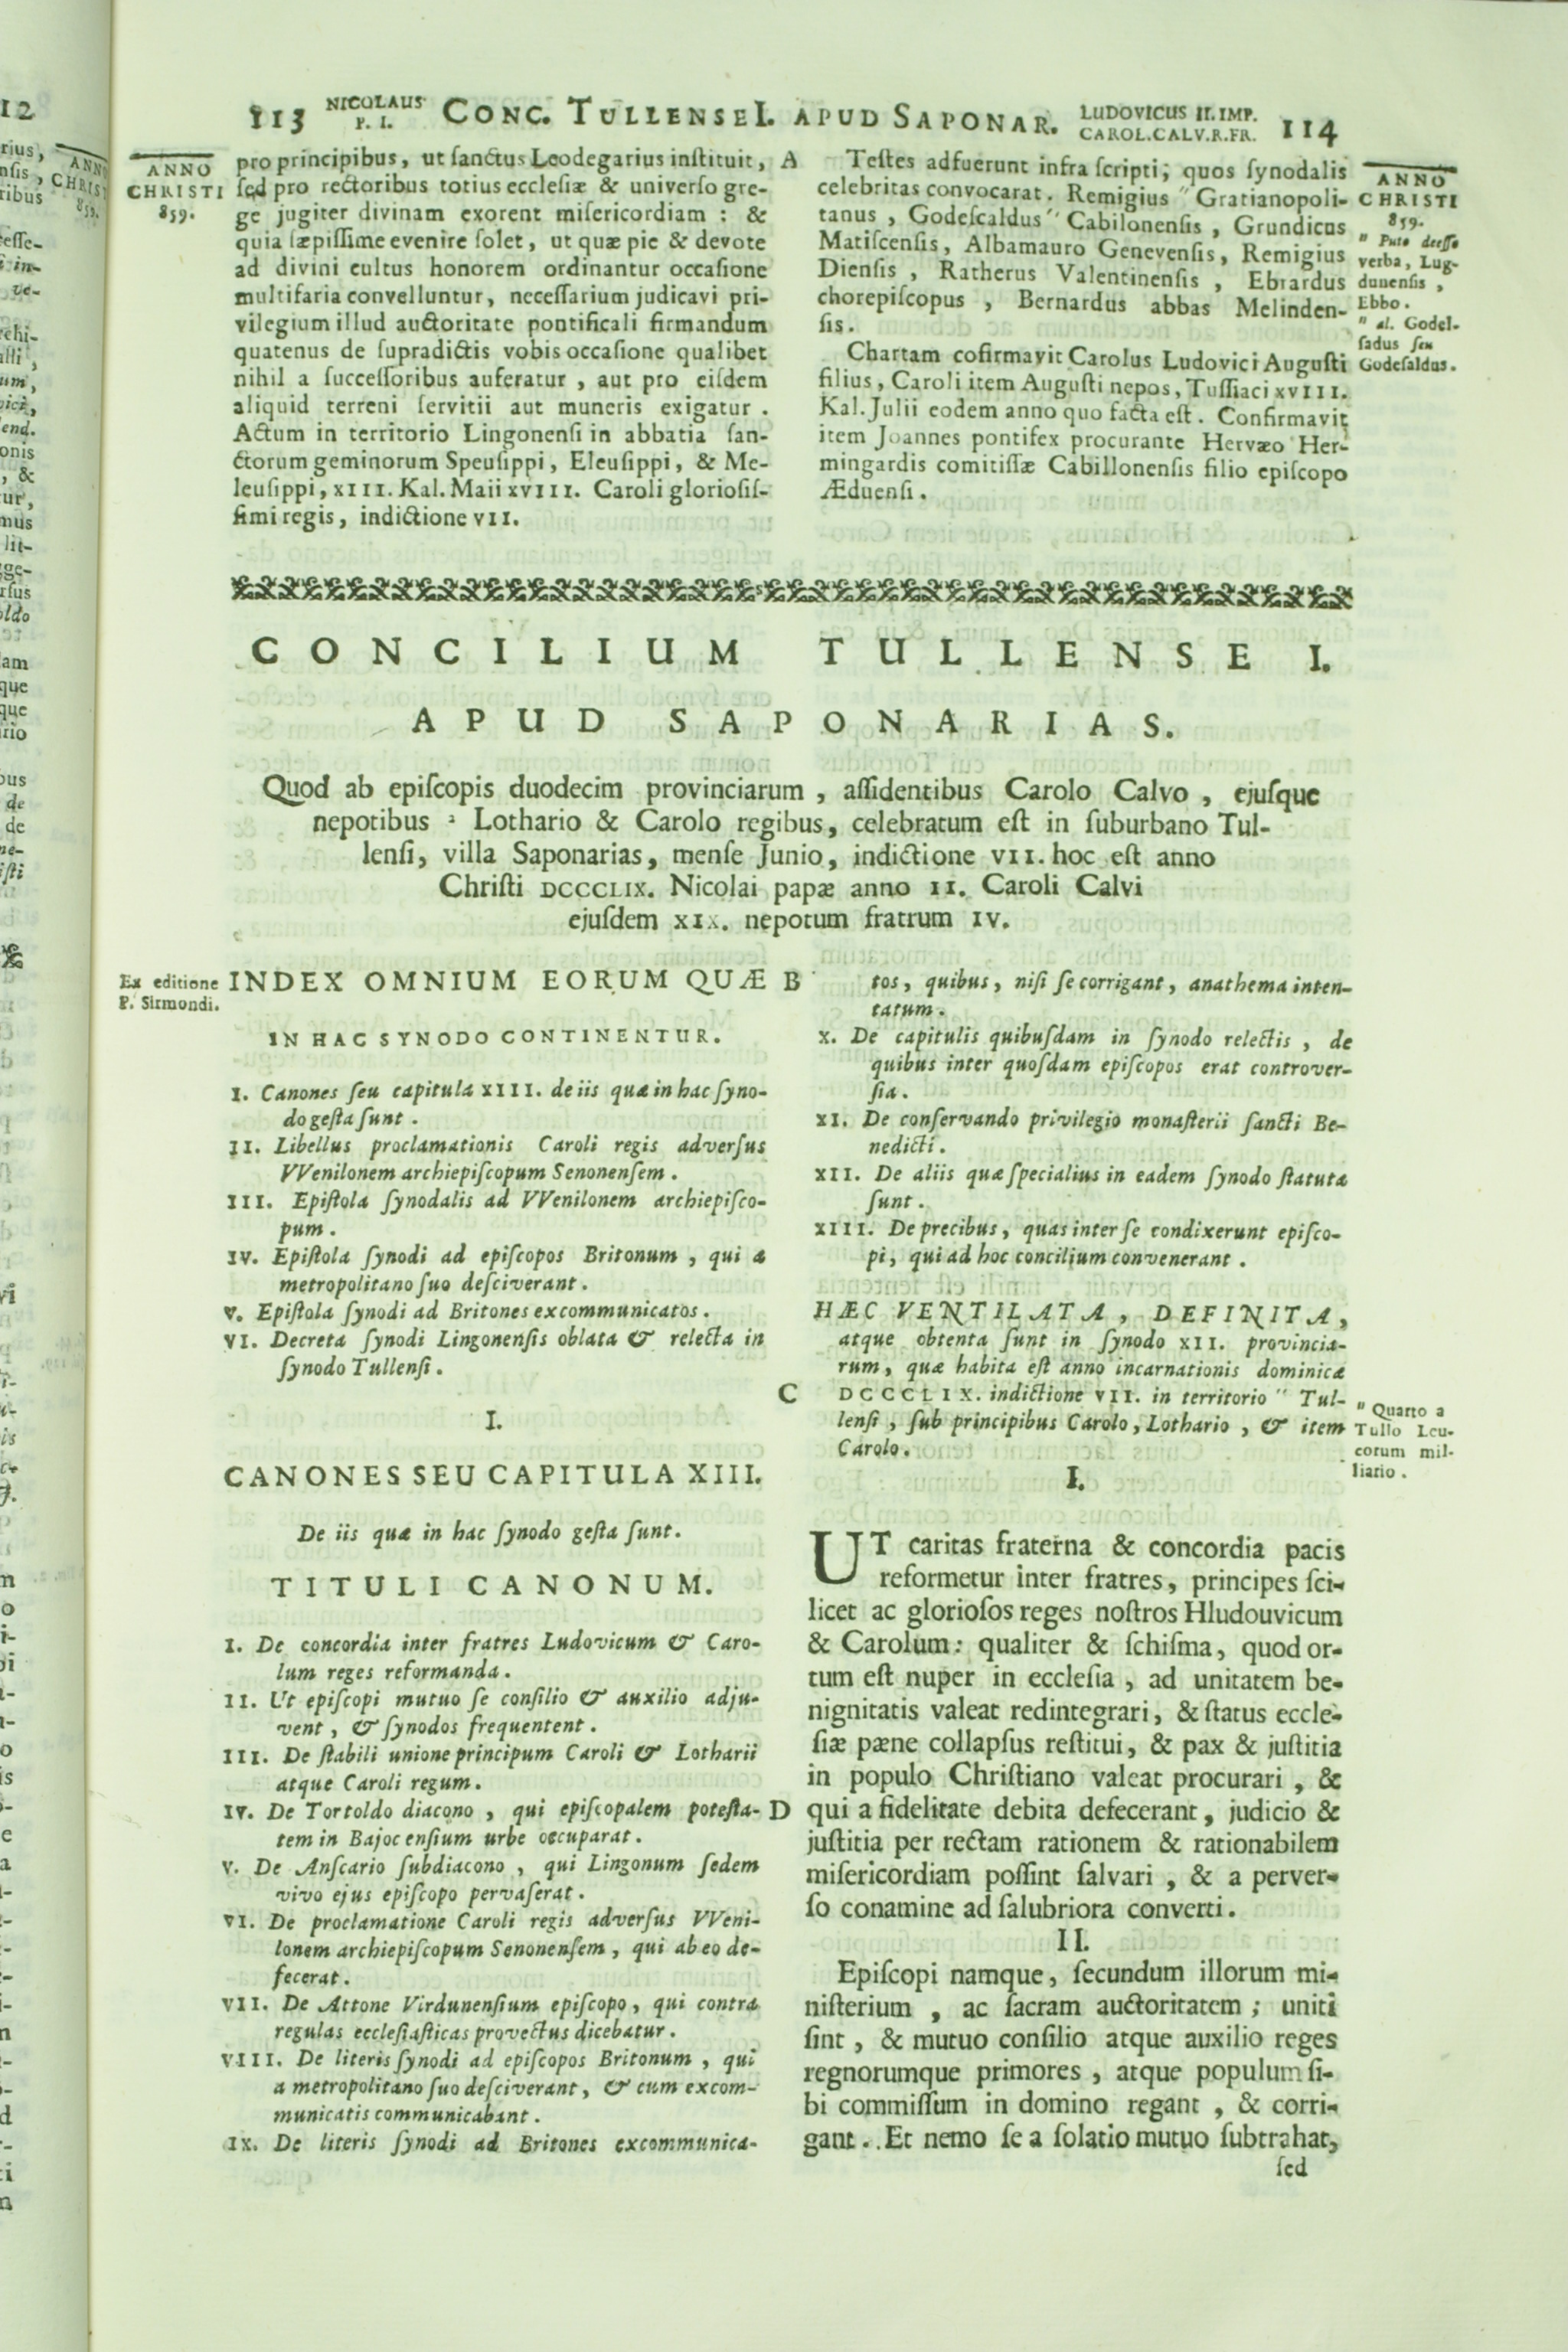 113 NICOLAUS P. I. CONC. TULLENSE I. APUD SAPONAR. LUDOVICUS II. IMP. CAROL. CALV. R. FR. 114
ANNO
CHRISTI
859.
pro principibus, ut ſanctus Leodegarius inſtituit,
ſed pro rectoribus totius eccleſiæ & univerſo gre-
ge jugiter divinam exorent miſericordiam : &
quia ſæpiſſime evenire ſolet, ut quæ pie & devote
ad divini cultus honorem ordinantur occaſione
multifaria convelluntur, neceſſarium judicavi pri-
vilegium illud auctoritate pontificali firmandum
quatenus de ſupradictis vobis occaſione qualibet
nihil a ſucceſſoribus auferatur, aut pro eiſdem
aliquid terreni ſervitii aut muneris exigatur.
Actum in territorio Lingonenſi in abbatia ſan-
ctorum geminorum Speuſippi, Eleuſippi, & Me-
leuſippi, XIII. Kal. Maii XVIII. Caroli glorioſiſ-
ſimi regis, indictione VII.
A
Teſtes adfuerunt infra ſcripti; quos ſynodalis
celebritas convocarat. Remigius " Gratianopoli-
tanus, Godeſcaldus " Cabilonenſis, Grundicus
Matiſcenſis, Albamauro Genevenſis, Remigius
Dienſis, Ratherus Valentinenſis, Ebrardus
chorepiſcopus, Bernardus abbas Melinden-
ſis.
Chartam cofirmavit Carolus Ludovici Auguſti
filius, Caroli item Auguſti nepos, Tuſſiaci XVIII.
Kal. Julii eodem anno quo facta eſt. Confirmavit
item Joannes pontifex procurante Hervæo Her-
mingardis comitiſſæ Cabillonenſis filio epiſcopo
Æduenſi.
ANNO
CHRISTI
859.
" Puto deeſſe
verba, Lug-
dunenſis,
Ebbo.
" al. Godel-
ſadus ſeu
Godeſaldus.
CONCILIUM TULLENSE I.
APUD SAPONARIAS.
Quod ab epiſcopis duodecim provinciarum, aſſidentibus Carolo Calvo, ejuſque
nepotibus a Lothario & Carolo regibus, celebratum eſt in ſuburbano Tul-
lenſi, villa Saponarias, menſe Junio, indictione VII. hoc eſt anno
Chriſti DCCCLIX. Nicolai papæ anno II. Caroli Calvi
ejuſdem XIX. nepotum fratrum IV.
Ex editione
P. Sirmondi.
INDEX OMNIUM EORUM QUÆ
IN HAC SYNODO CONTINENTUR.
I. Canones ſeu capitula XIII. de iis quæ in hac ſyno-
do geſta ſunt.
II. Libellus proclamationis Caroli regis adverſus
VVenilonem archiepiſcopum Senonenſem.
III. Epiſtola ſynodalis ad VVenilonem archiepiſco-
pum.
IV. Epiſtola ſynodi ad epiſcopos Britonum, qui a
metropolitano ſuo deſciverant.
V. Epiſtola ſynodi ad Britones excommunicatos.
VI. Decreta ſynodi Lingonenſis oblata & relecta in
ſynodo Tullenſi.
I.
CANONES SEU CAPITULA XIII.
De iis quæ in hac ſynodo geſta ſunt.
TITULI CANONUM.
I. De concordia inter fratres Ludovicum & Caro-
lum reges reformanda.
II. Ut epiſcopi mutuo ſe conſilio & auxilio adju-
vent, & ſynodos frequentent.
III. De ſtabili unione principum Caroli & Lotharii
atque Caroli regum.
IV. De Tortoldo diacono, qui epiſcopalem poteſta-
tem in Bajocenſium urbe occuparat.
V. De Anſcario ſubdiacono, qui Lingonum ſedem
vivo ejus epiſcopo pervaſerat.
VI. De proclamatione Caroli regis adverſus VVeni-
lonem archiepiſcopum Senonenſem, qui ab eo de-
fecerat.
VII. De Attone Virdunenſium epiſcopo, qui contra
regulas eccleſiaſticas provectus dicebatur.
VIII. De literis ſynodi ad epiſcopos Britonum, qui
a metropolitano ſuo deſciverant, & cum excom-
municatis communicabant.
IX. De literis ſynodi ad Britones excommunica-
B
C
D
tos, quibus, niſi ſe corrigant, anathema inten-
tatum.
X. De capitulis quibuſdam in ſynodo relectis, de
quibus inter quoſdam epiſcopos erat controver-
ſia.
XI. De conſervando privilegio monaſterii ſancti Be-
nedicti.
XII. De aliis quæ ſpecialius in eadem ſynodo ſtatuta
ſunt.
XIII. De precibus, quas inter ſe condixerunt epiſco-
pi, qui ad hoc concilium convenerant.
HÆC VENTILATA, DEFINITA,
atque obtenta ſunt in ſynodo XII. provincia-
rum, quæ habita eſt anno incarnationis dominicæ
DCCCLIX. indictione VII. in territorio " Tul-
lenſi, ſub principibus Carolo, Lothario, & item
Carolo.
" Quarto a
Tullo Leu-
corum mil-
liario.
I.
UT caritas fraterna & concordia pacis
reformetur inter fratres, principes ſci-
licet ac glorioſos reges noſtros Hludouvicum
& Carolum: qualiter & ſchiſma, quod or-
tum eſt nuper in eccleſia, ad unitatem be-
nignitatis valeat redintegrari, & ſtatus eccle-
ſiæ pæne collapſus reſtitui, & pax & juſtitia
in populo Chriſtiano valeat procurari, &
qui a fidelitate debita defecerant, judicio &
juſtitia per rectam rationem & rationabilem
miſericordiam poſſint ſalvari, & a perver-
ſo conamine ad ſalubriora converti.
II.
Epiſcopi namque, ſecundum illorum mi-
niſterium, ac ſacram auctoritatem; uniti
ſint, & mutuo conſilio atque auxilio reges
regnorumque primores, atque populum ſi-
bi commiſſum in domino regant, & corri-
gant. Et nemo ſe a ſolatio mutuo ſubtrahat,
ſed